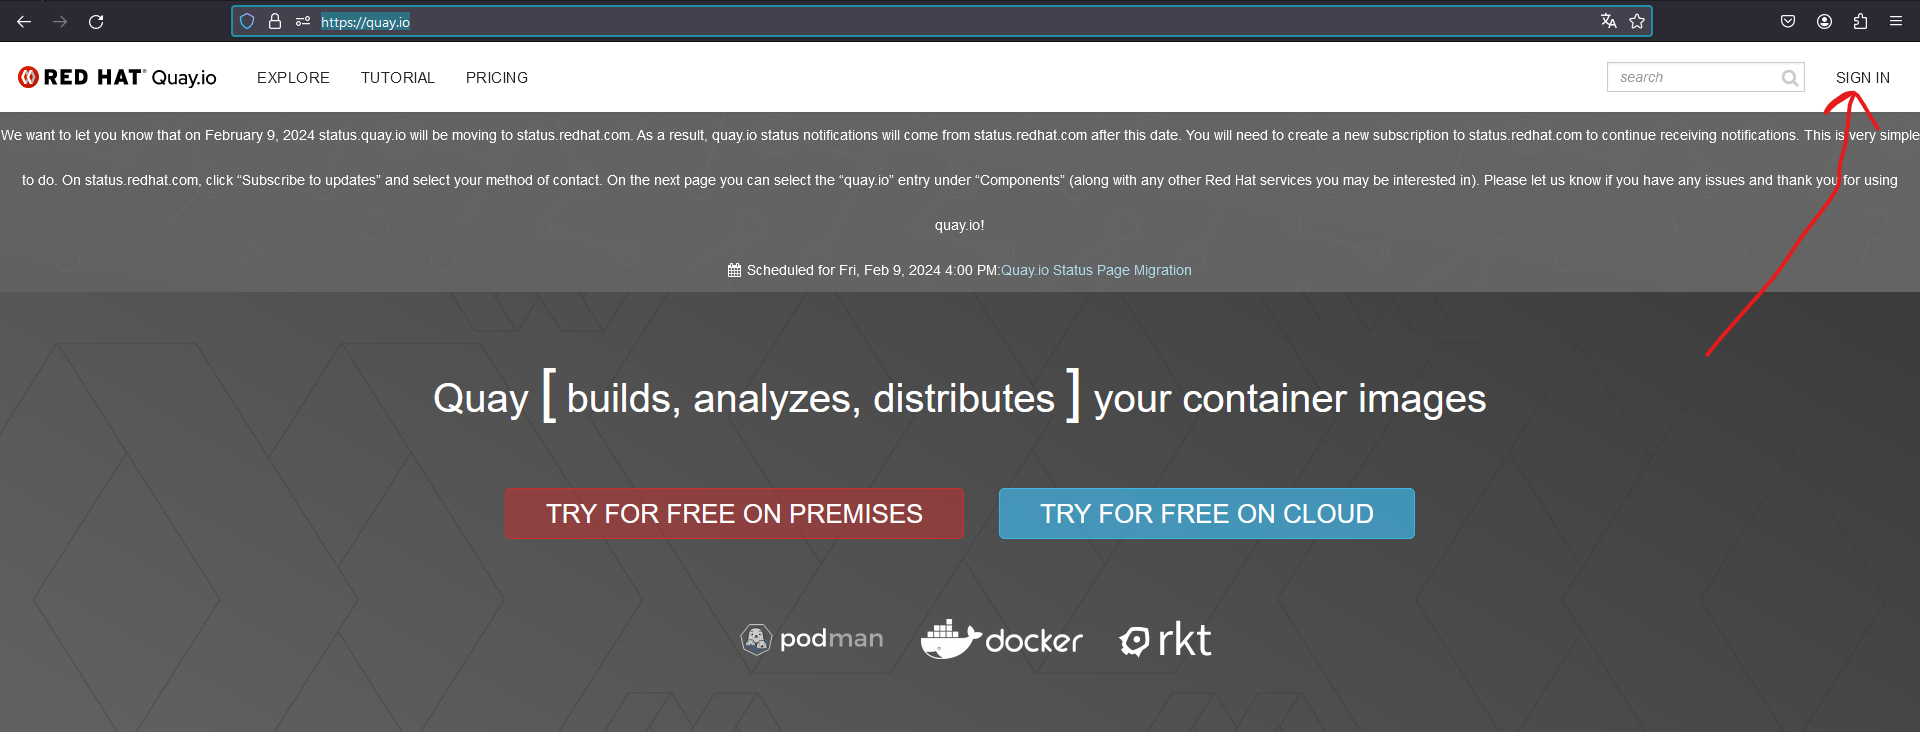 https://quay.io
RED HAT® Quay.io EXPLORE TUTORIAL PRICING search SIGN IN
We want to let you know that on February 9, 2024 status.quay.io will be moving to status.redhat.com. As a result, quay.io status notifications will come from status.redhat.com after this date. You will need to create a new subscription to status.redhat.com to continue receiving notifications. This is very simple
to do. On status.redhat.com, click “Subscribe to updates” and select your method of contact. On the next page you can select the “quay.io” entry under “Components” (along with any other Red Hat services you may be interested in). Please let us know if you have any issues and thank you for using
quay.io!
Scheduled for Fri, Feb 9, 2024 4:00 PM:Quay.io Status Page Migration
Quay [ builds, analyzes, distributes ] your container images
TRY FOR FREE ON PREMISES TRY FOR FREE ON CLOUD
podman docker rkt